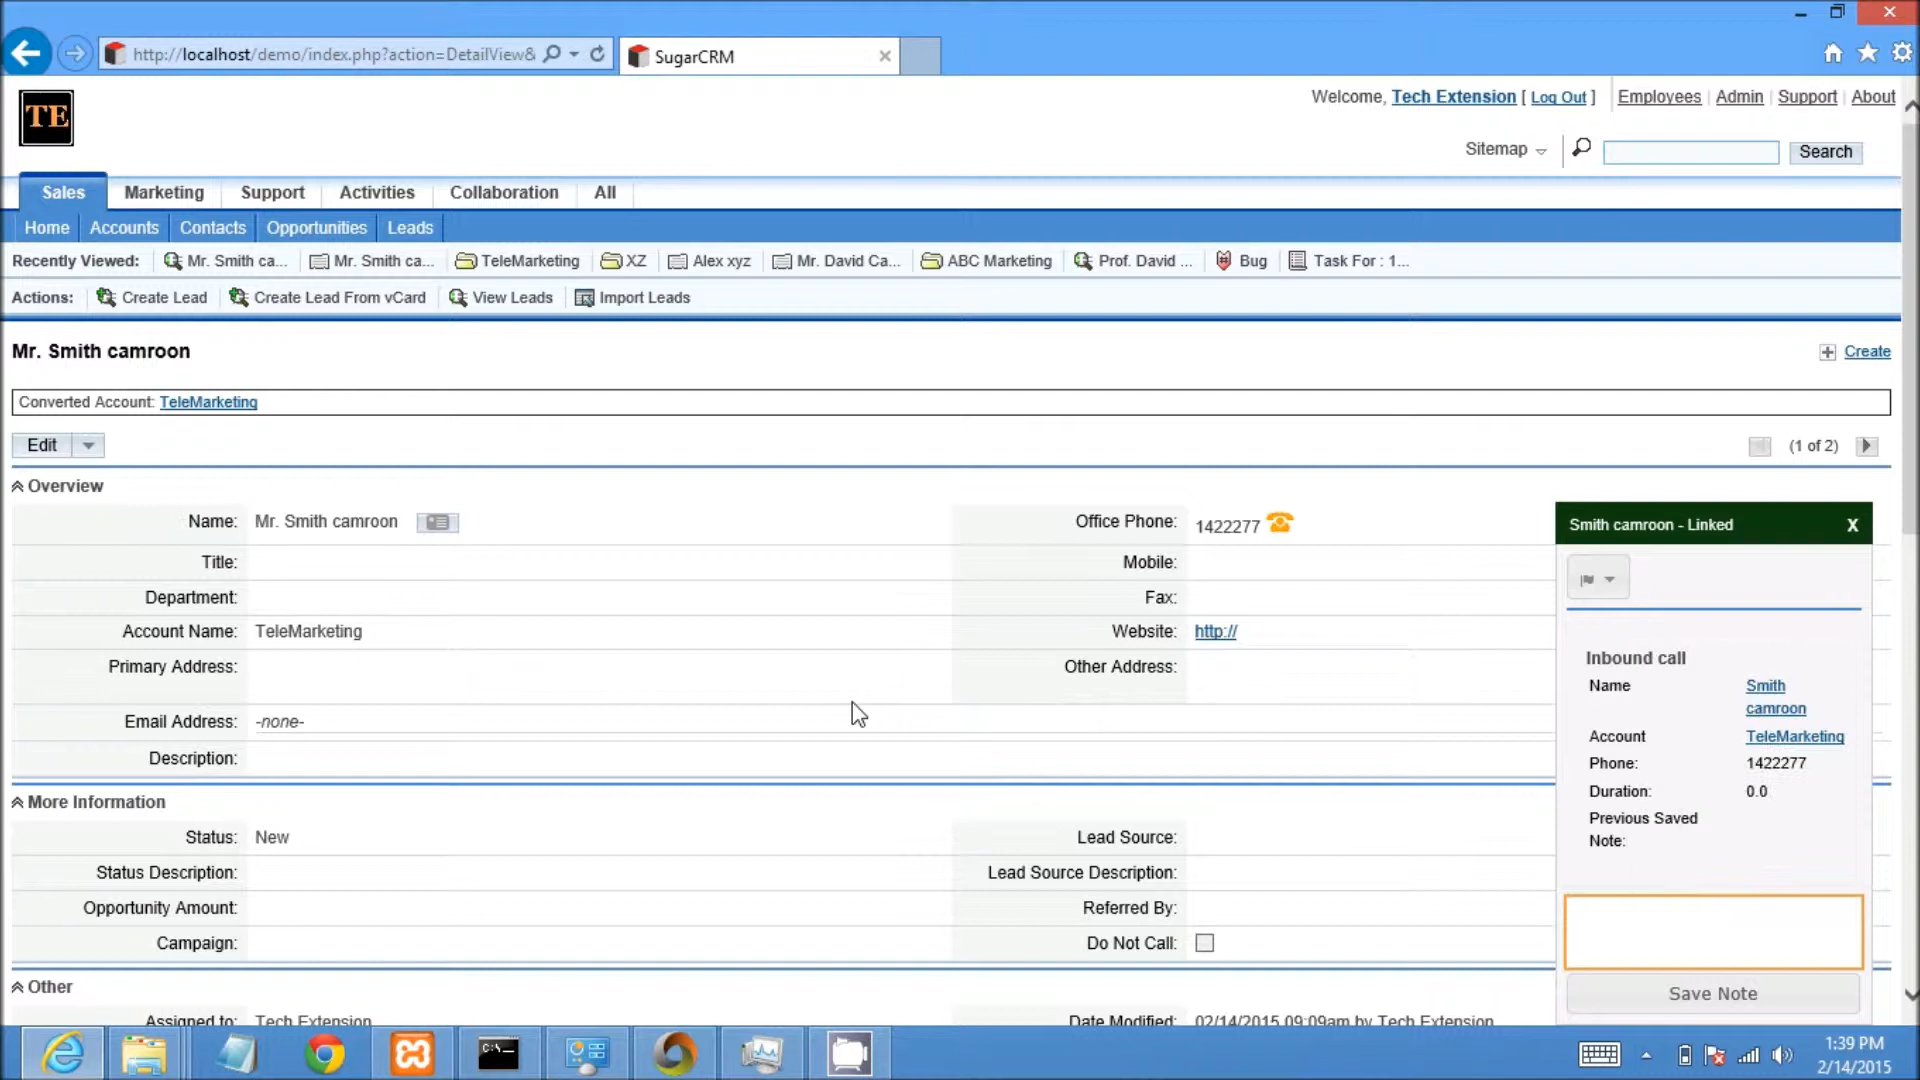 http://localhost/demo/index.php?action=DetailView&
SugarCRM
TE
Welcome, Tech Extension [ Log Out ] Employees Admin Support About
Sitemap Search
Sales Marketing Support Activities Collaboration All
Home Accounts Contacts Opportunities Leads
Recently Viewed: Mr. Smith ca... Mr. Smith ca... TeleMarketing XZ Alex xyz Mr. David Ca... ABC Marketing Prof. David ... Bug Task For : 1...
Actions: Create Lead Create Lead From vCard View Leads Import Leads
Mr. Smith camroon
Create
Converted Account: TeleMarketing
Edit
(1 of 2)
Overview
Name: Mr. Smith camroon Office Phone: 1422277
Title: Mobile:
Department: Fax:
Account Name: TeleMarketing Website: http://
Primary Address: Other Address:
Email Address: -none-
Description:
More Information
Status: New Lead Source:
Status Description: Lead Source Description:
Opportunity Amount: Referred By:
Campaign: Do Not Call:
Other
Assigned to: Tech Extension Date Modified: 02/14/2015 09:09am by Tech Extension
Smith camroon - Linked X
Inbound call
Name Smith
camroon
Account TeleMarketing
Phone: 1422277
Duration: 0.0
Previous Saved
Note:
Save Note
C:\_
1:39 PM
2/14/2015